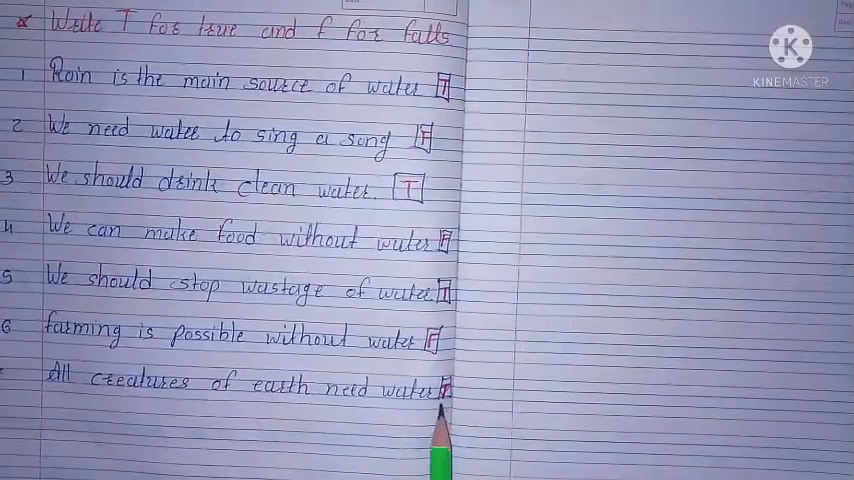 * Write T for true and f for falls
1 Rain is the main source of water T
2 We need water to sing a song F
3 We should drink clean water. T
4 We can make food without water F
5 We should stop wastage of water. T
6 farming is possible without water F
All creatures of earth need water
K
KINEMASTER